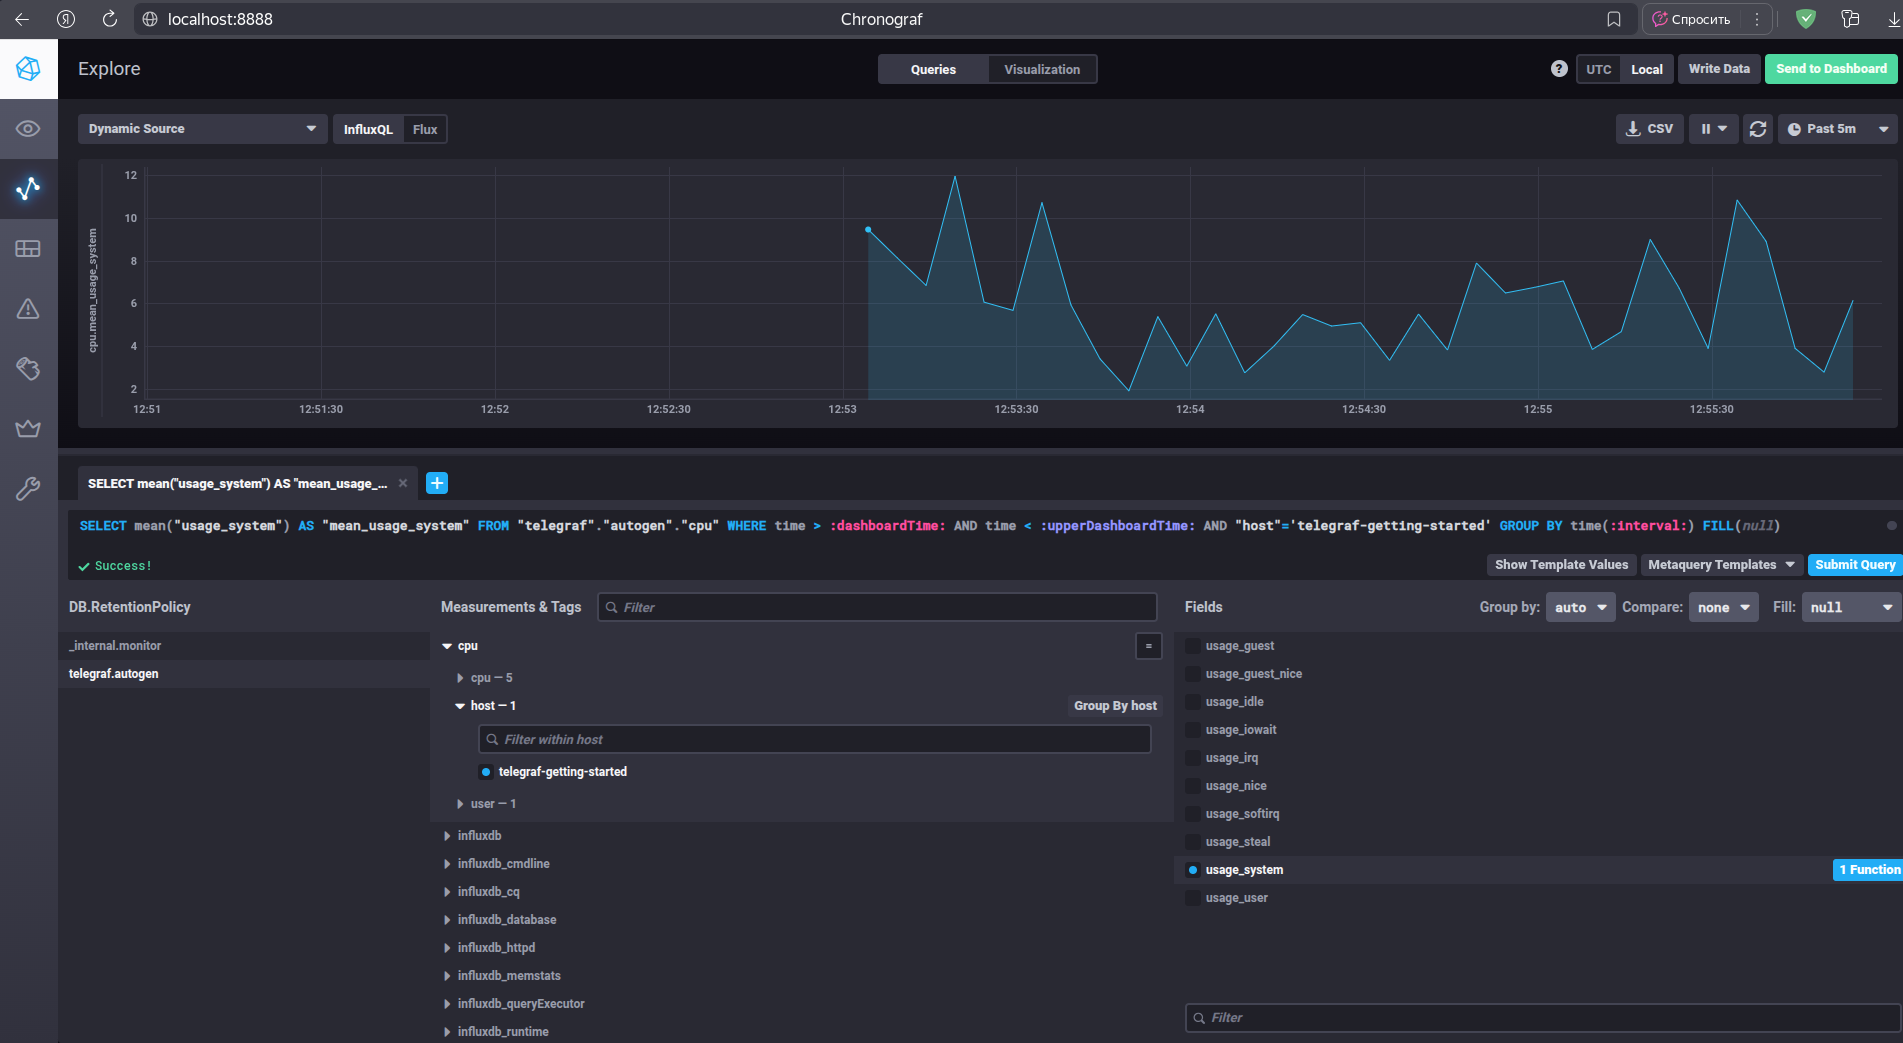 localhost:8888 Chronograf Спросить
Explore Queries Visualization ? UTC Local Write Data Send to Dashboard
Dynamic Source InfluxQL Flux CSV Past 5m
cpu.mean_usage_system
12
10
8
6
4
2
12:51 12:51:30 12:52 12:52:30 12:53 12:53:30 12:54 12:54:30 12:55 12:55:30
SELECT mean("usage_system") AS "mean_usage_... × +
SELECT mean("usage_system") AS "mean_usage_system" FROM "telegraf"."autogen"."cpu" WHERE time > :dashboardTime: AND time < :upperDashboardTime: AND "host"='telegraf-getting-started' GROUP BY time(:interval:) FILL(null)
Success! Show Template Values Metaquery Templates Submit Query
DB.RetentionPolicy Measurements & Tags Filter Fields Group by: auto Compare: none Fill: null
_internal.monitor
telegraf.autogen
cpu =
cpu — 5
host — 1 Group By host
Filter within host
telegraf-getting-started
user — 1
influxdb
influxdb_cmdline
influxdb_cq
influxdb_database
influxdb_httpd
influxdb_memstats
influxdb_queryExecutor
influxdb_runtime
usage_guest
usage_guest_nice
usage_idle
usage_iowait
usage_irq
usage_nice
usage_softirq
usage_steal
usage_system 1 Function
usage_user
Filter